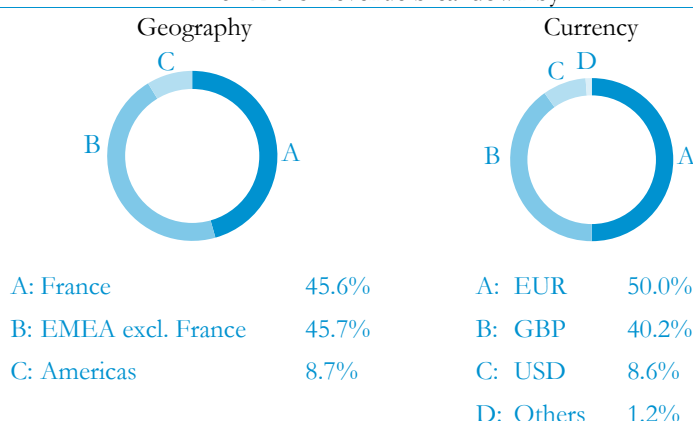 Geography
C
B
A
A: France 45.6%
B: EMEA excl. France 45.7%
C: Americas 8.7%
Currency
D
C
B
A
A: EUR 50.0%
B: GBP 40.2%
C: USD 8.6%
D: Others 1.2%